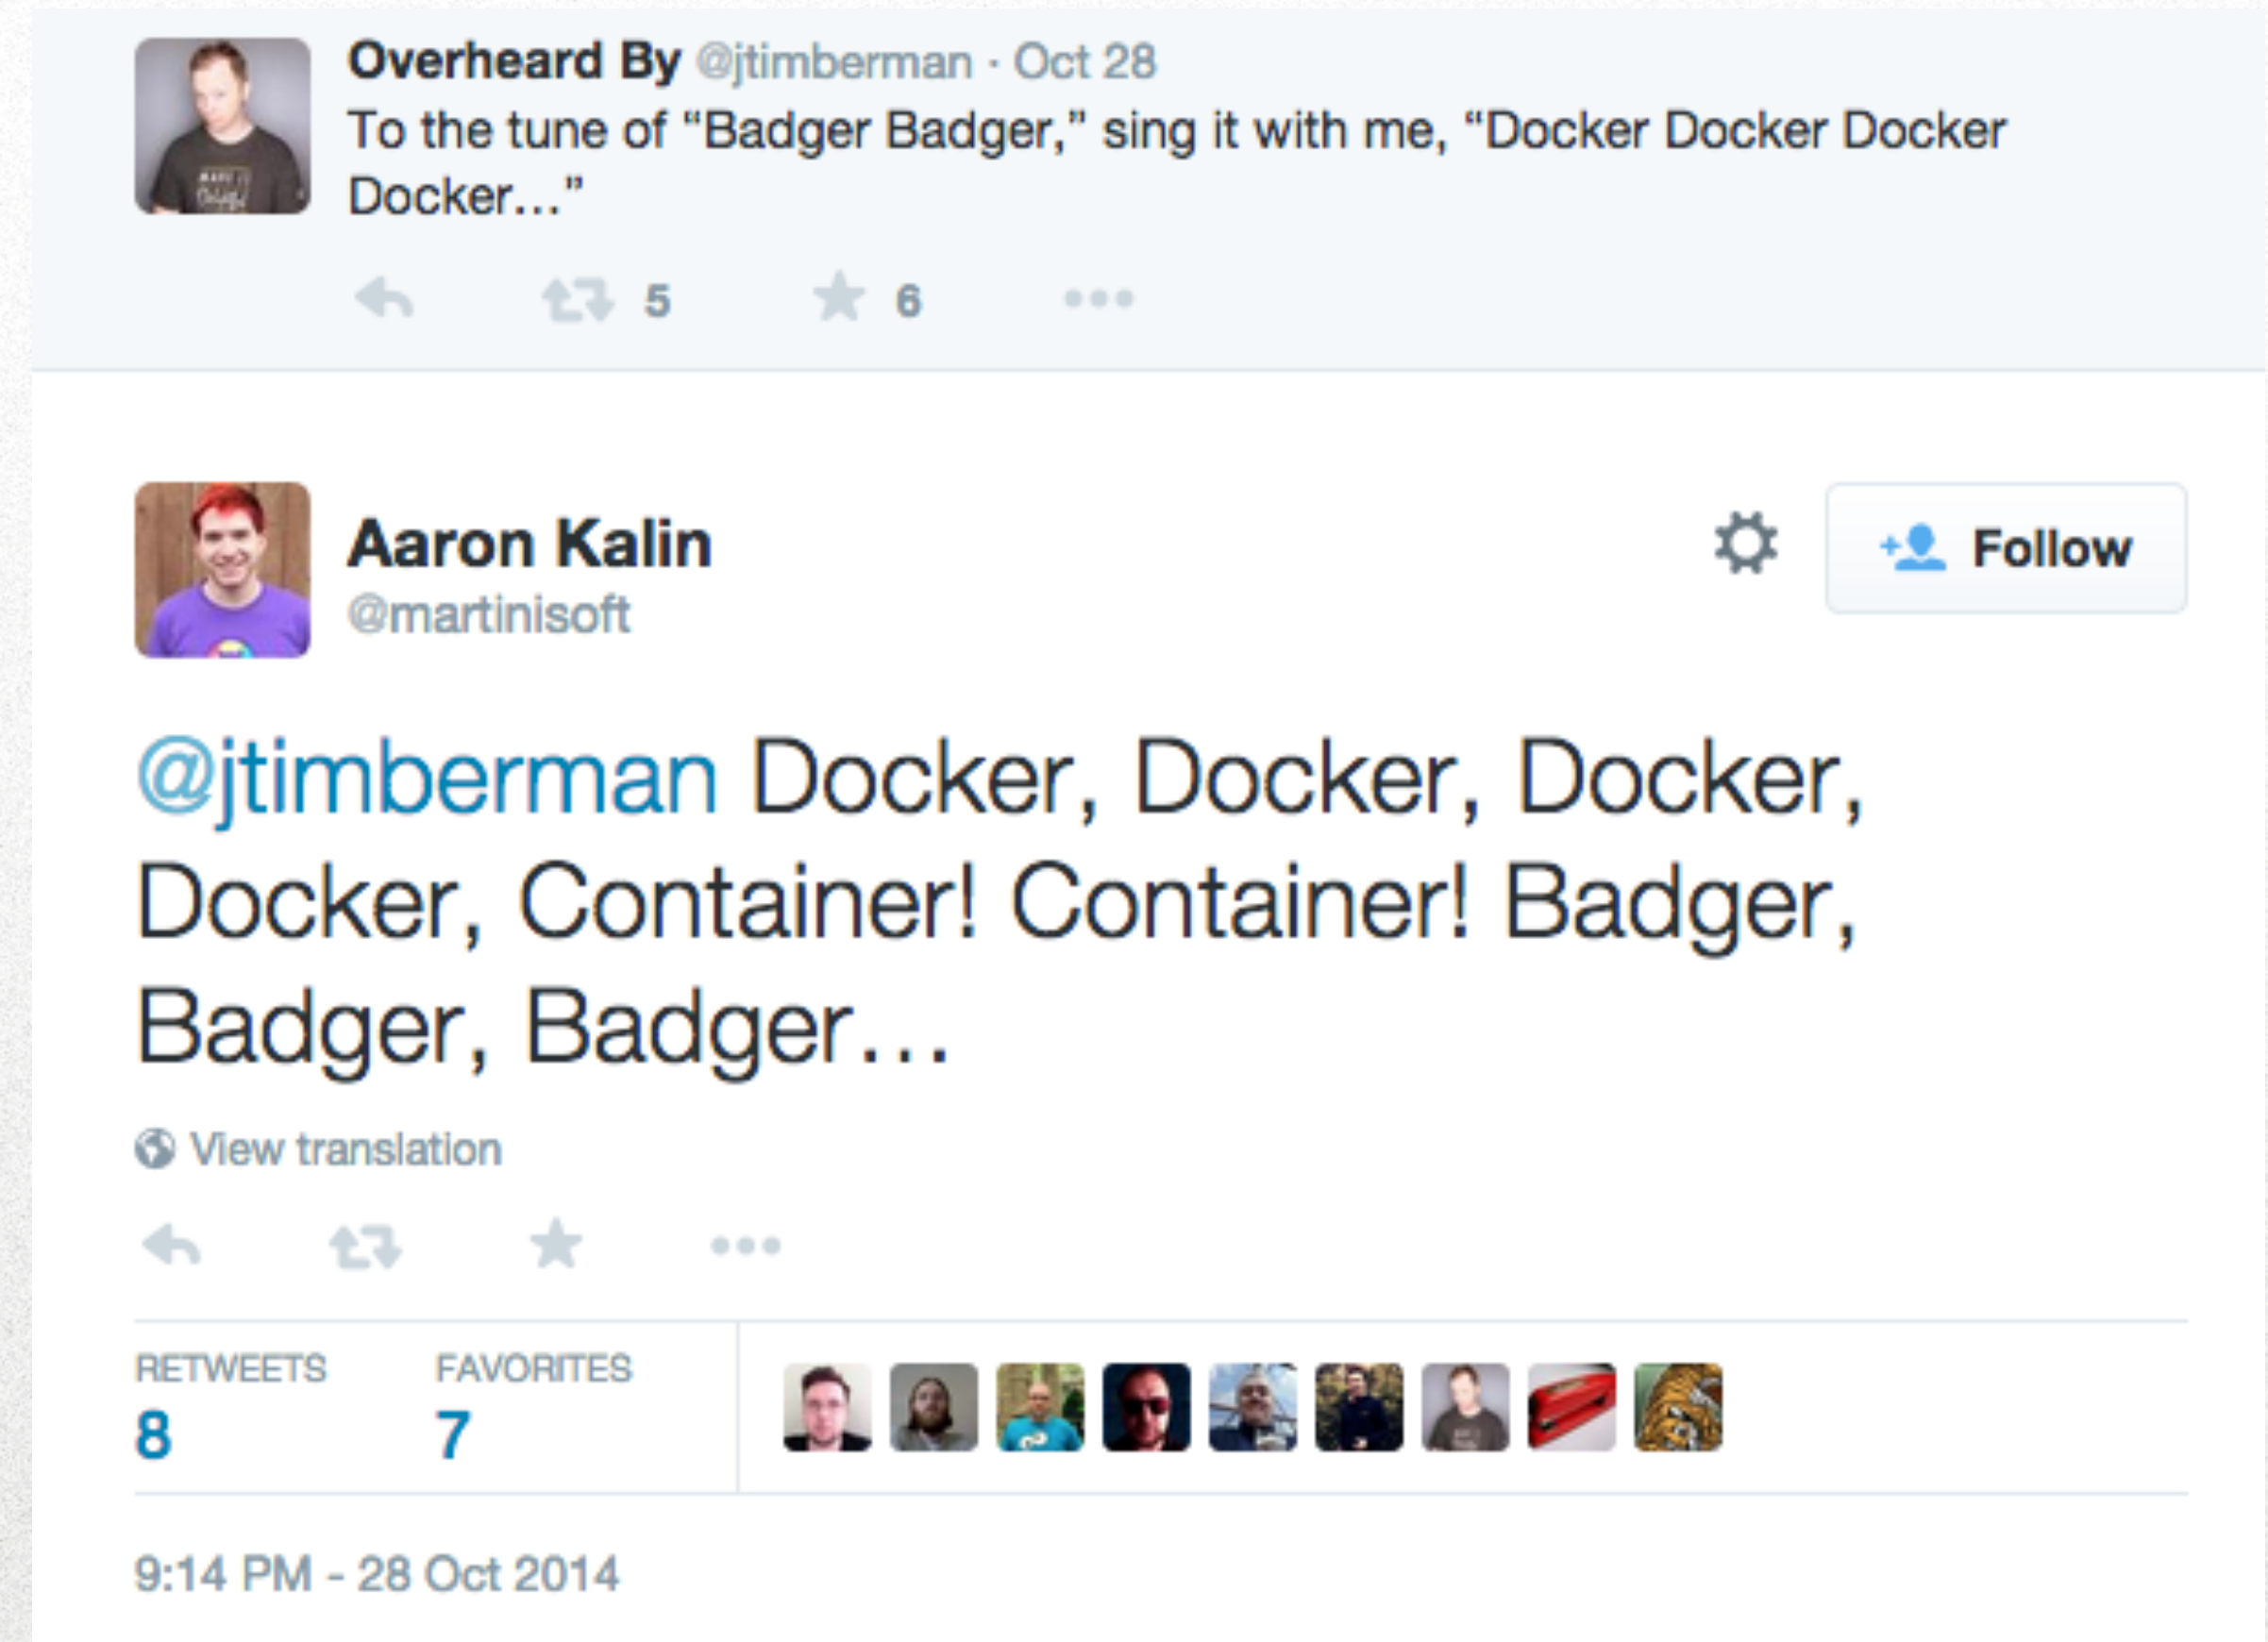 Overheard By @jtimberman · Oct 28
To the tune of “Badger Badger,” sing it with me, “Docker Docker Docker
Docker…”
5 6
Aaron Kalin
Follow
@martinisoft
@jtimberman Docker, Docker, Docker,
Docker, Container! Container! Badger,
Badger, Badger…
View translation
RETWEETS FAVORITES
8 7
9:14 PM - 28 Oct 2014